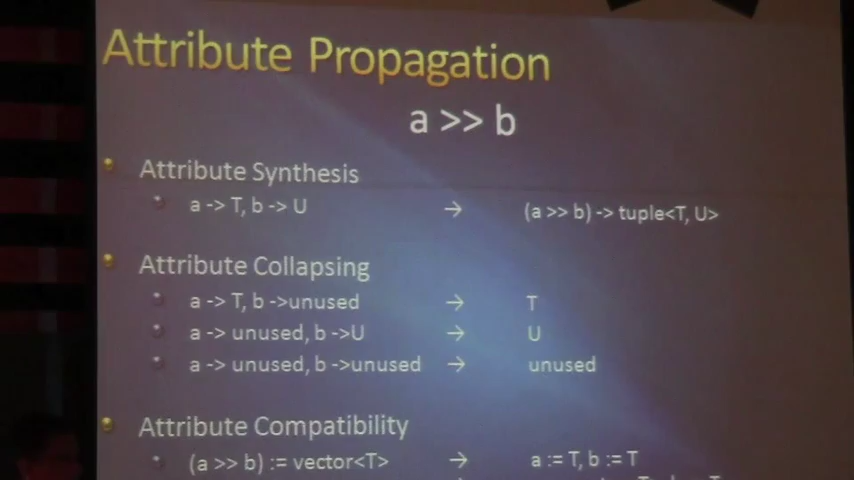 Attribute Propagation
a >> b
Attribute Synthesis
a -> T, b -> U → (a >> b) -> tuple<T, U>
Attribute Collapsing
a -> T, b ->unused → T
a -> unused, b ->U → U
a -> unused, b ->unused → unused
Attribute Compatibility
(a >> b) := vector<T> → a := T, b := T